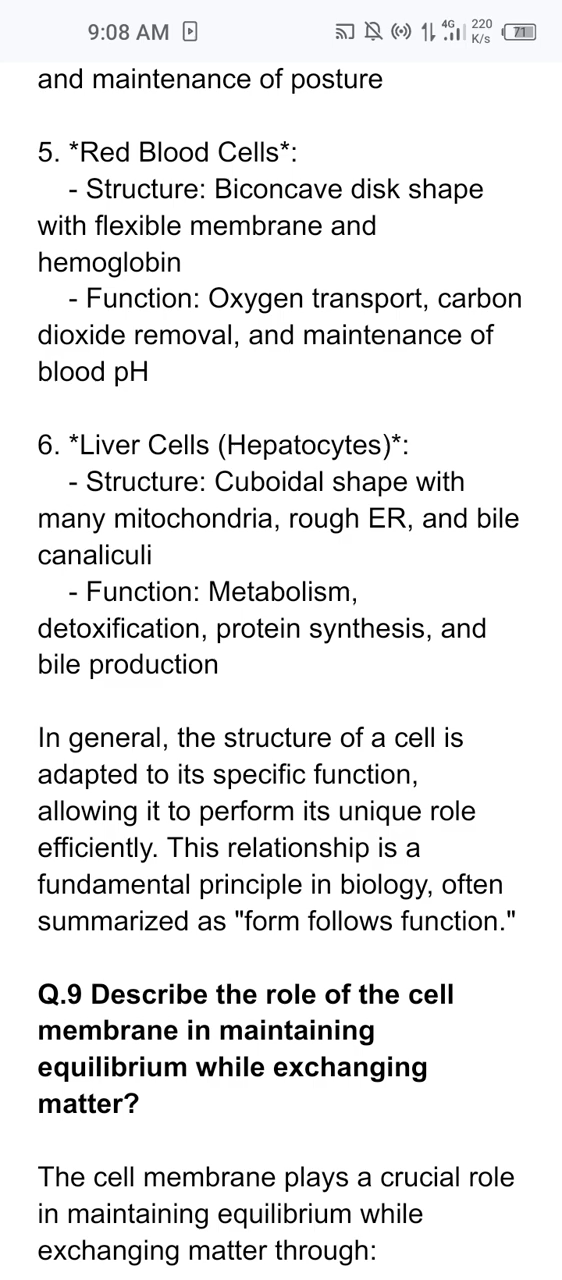 9:08 AM
4G 220 K/s 71
and maintenance of posture
5. *Red Blood Cells*:
- Structure: Biconcave disk shape
with flexible membrane and
hemoglobin
- Function: Oxygen transport, carbon
dioxide removal, and maintenance of
blood pH
6. *Liver Cells (Hepatocytes)*:
- Structure: Cuboidal shape with
many mitochondria, rough ER, and bile
canaliculi
- Function: Metabolism,
detoxification, protein synthesis, and
bile production
In general, the structure of a cell is
adapted to its specific function,
allowing it to perform its unique role
efficiently. This relationship is a
fundamental principle in biology, often
summarized as "form follows function."
Q.9 Describe the role of the cell
membrane in maintaining
equilibrium while exchanging
matter?
The cell membrane plays a crucial role
in maintaining equilibrium while
exchanging matter through: